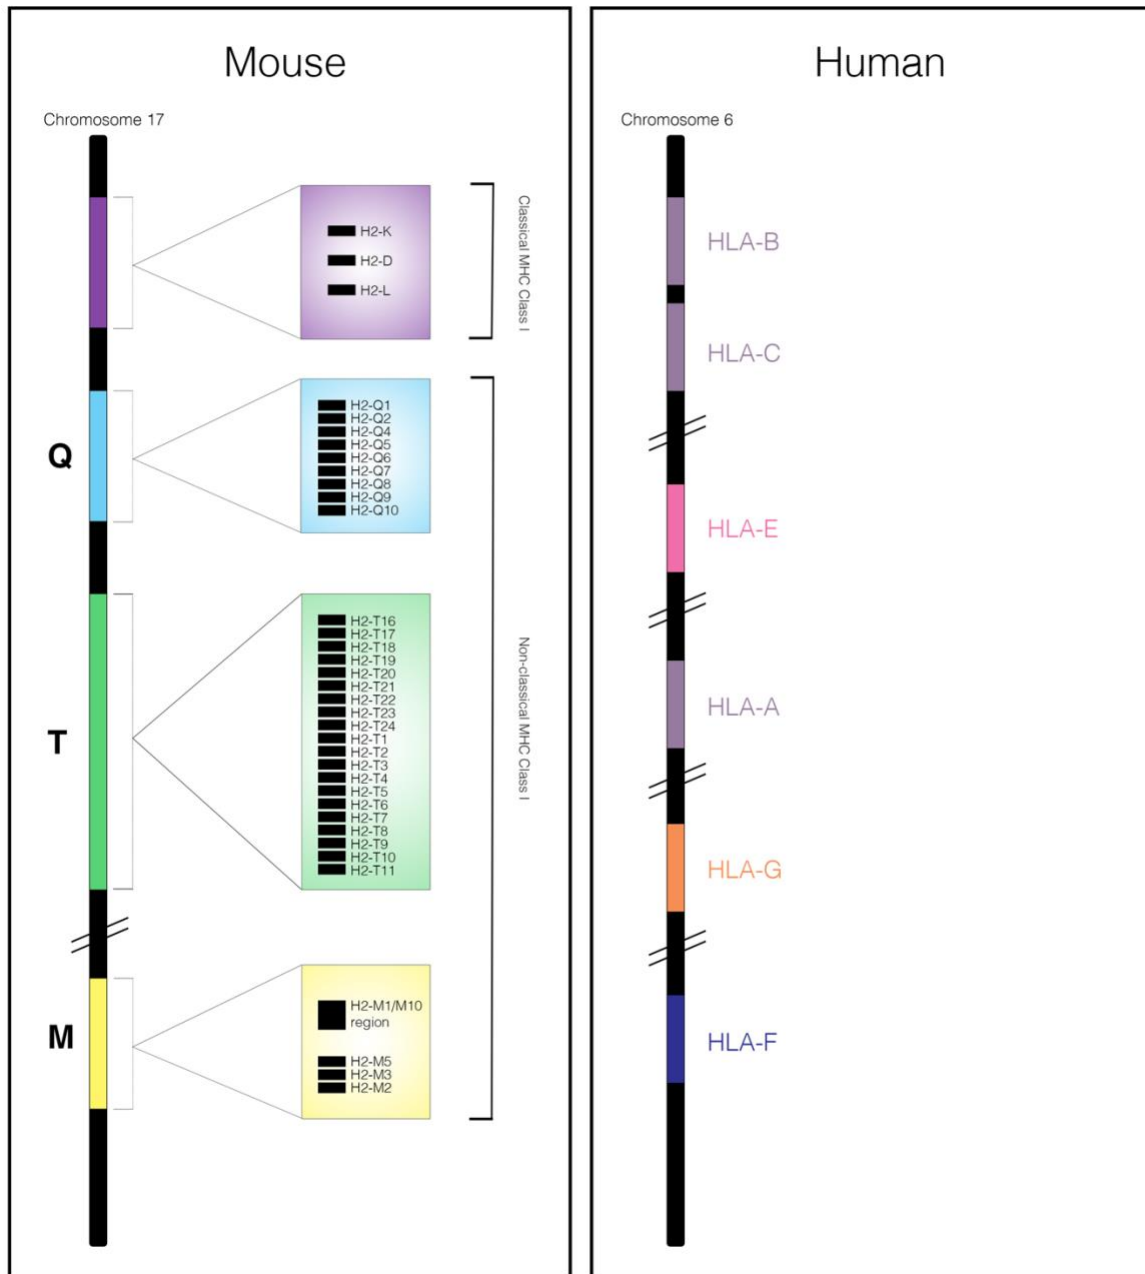 Mouse
Chromosome 17
H2-K
H2-D
H2-L
Classical MHC Class I
Q
H2-Q1
H2-Q2
H2-Q4
H2-Q5
H2-Q6
H2-Q7
H2-Q8
H2-Q9
H2-Q10
T
H2-T16
H2-T17
H2-T18
H2-T19
H2-T20
H2-T21
H2-T22
H2-T23
H2-T24
H2-T1
H2-T2
H2-T3
H2-T4
H2-T5
H2-T6
H2-T7
H2-T8
H2-T9
H2-T10
H2-T11
Non-classical MHC Class I
M
H2-M1/M10
region
H2-M5
H2-M3
H2-M2
Human
Chromosome 6
HLA-B
HLA-C
HLA-E
HLA-A
HLA-G
HLA-F